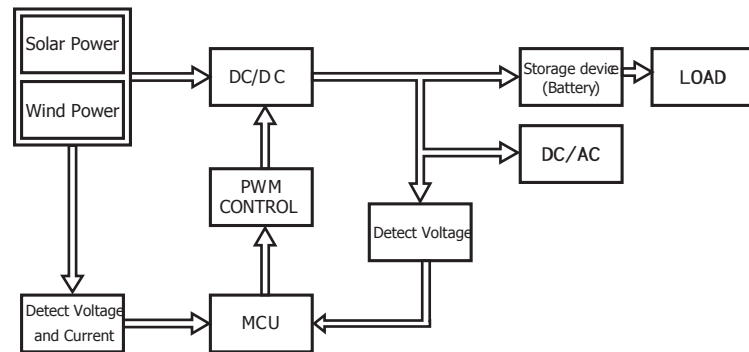 Solar Power
DC/DC
Storage device
(Battery)
LOAD
Wind Power
DC/AC
PWM
CONTROL
Detect Voltage
Detect Voltage
and Current
MCU